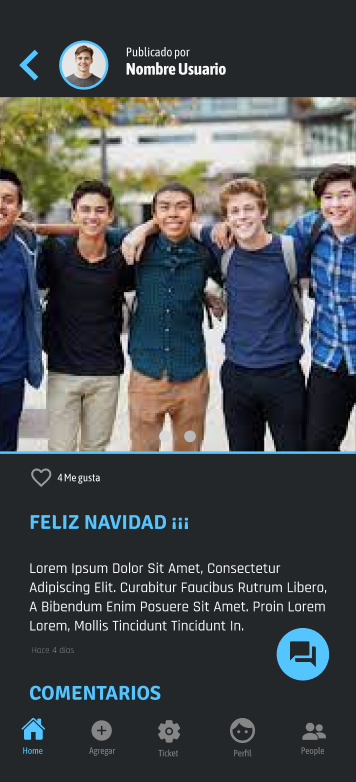 Publicado por
Nombre Usuario
4 Me gusta
FELIZ NAVIDAD ¡¡¡
Lorem Ipsum Dolor Sit Amet, Consectetur
Adipiscing Elit. Curabitur Faucibus Rutrum Libero,
A Bibendum Enim Posuere Sit Amet. Proin Lorem
Lorem, Mollis Tincidunt Tincidunt In.
Hace 4 dias
COMENTARIOS
Home
Agregar
Ticket
Perfil
People